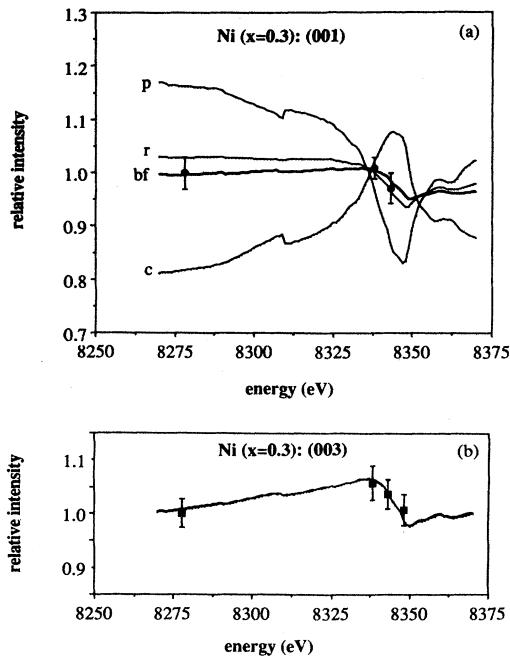 1.3
Ni (x=0.3): (001)
(a)
1.2
p
1.1
r
1.0
bf
0.9
c
0.8
0.7
relative intensity
8250 8275 8300 8325 8350 8375
energy (eV)
Ni (x=0.3): (003)
(b)
1.1
1.0
0.9
relative intensity
8250 8275 8300 8325 8350 8375
energy (eV)